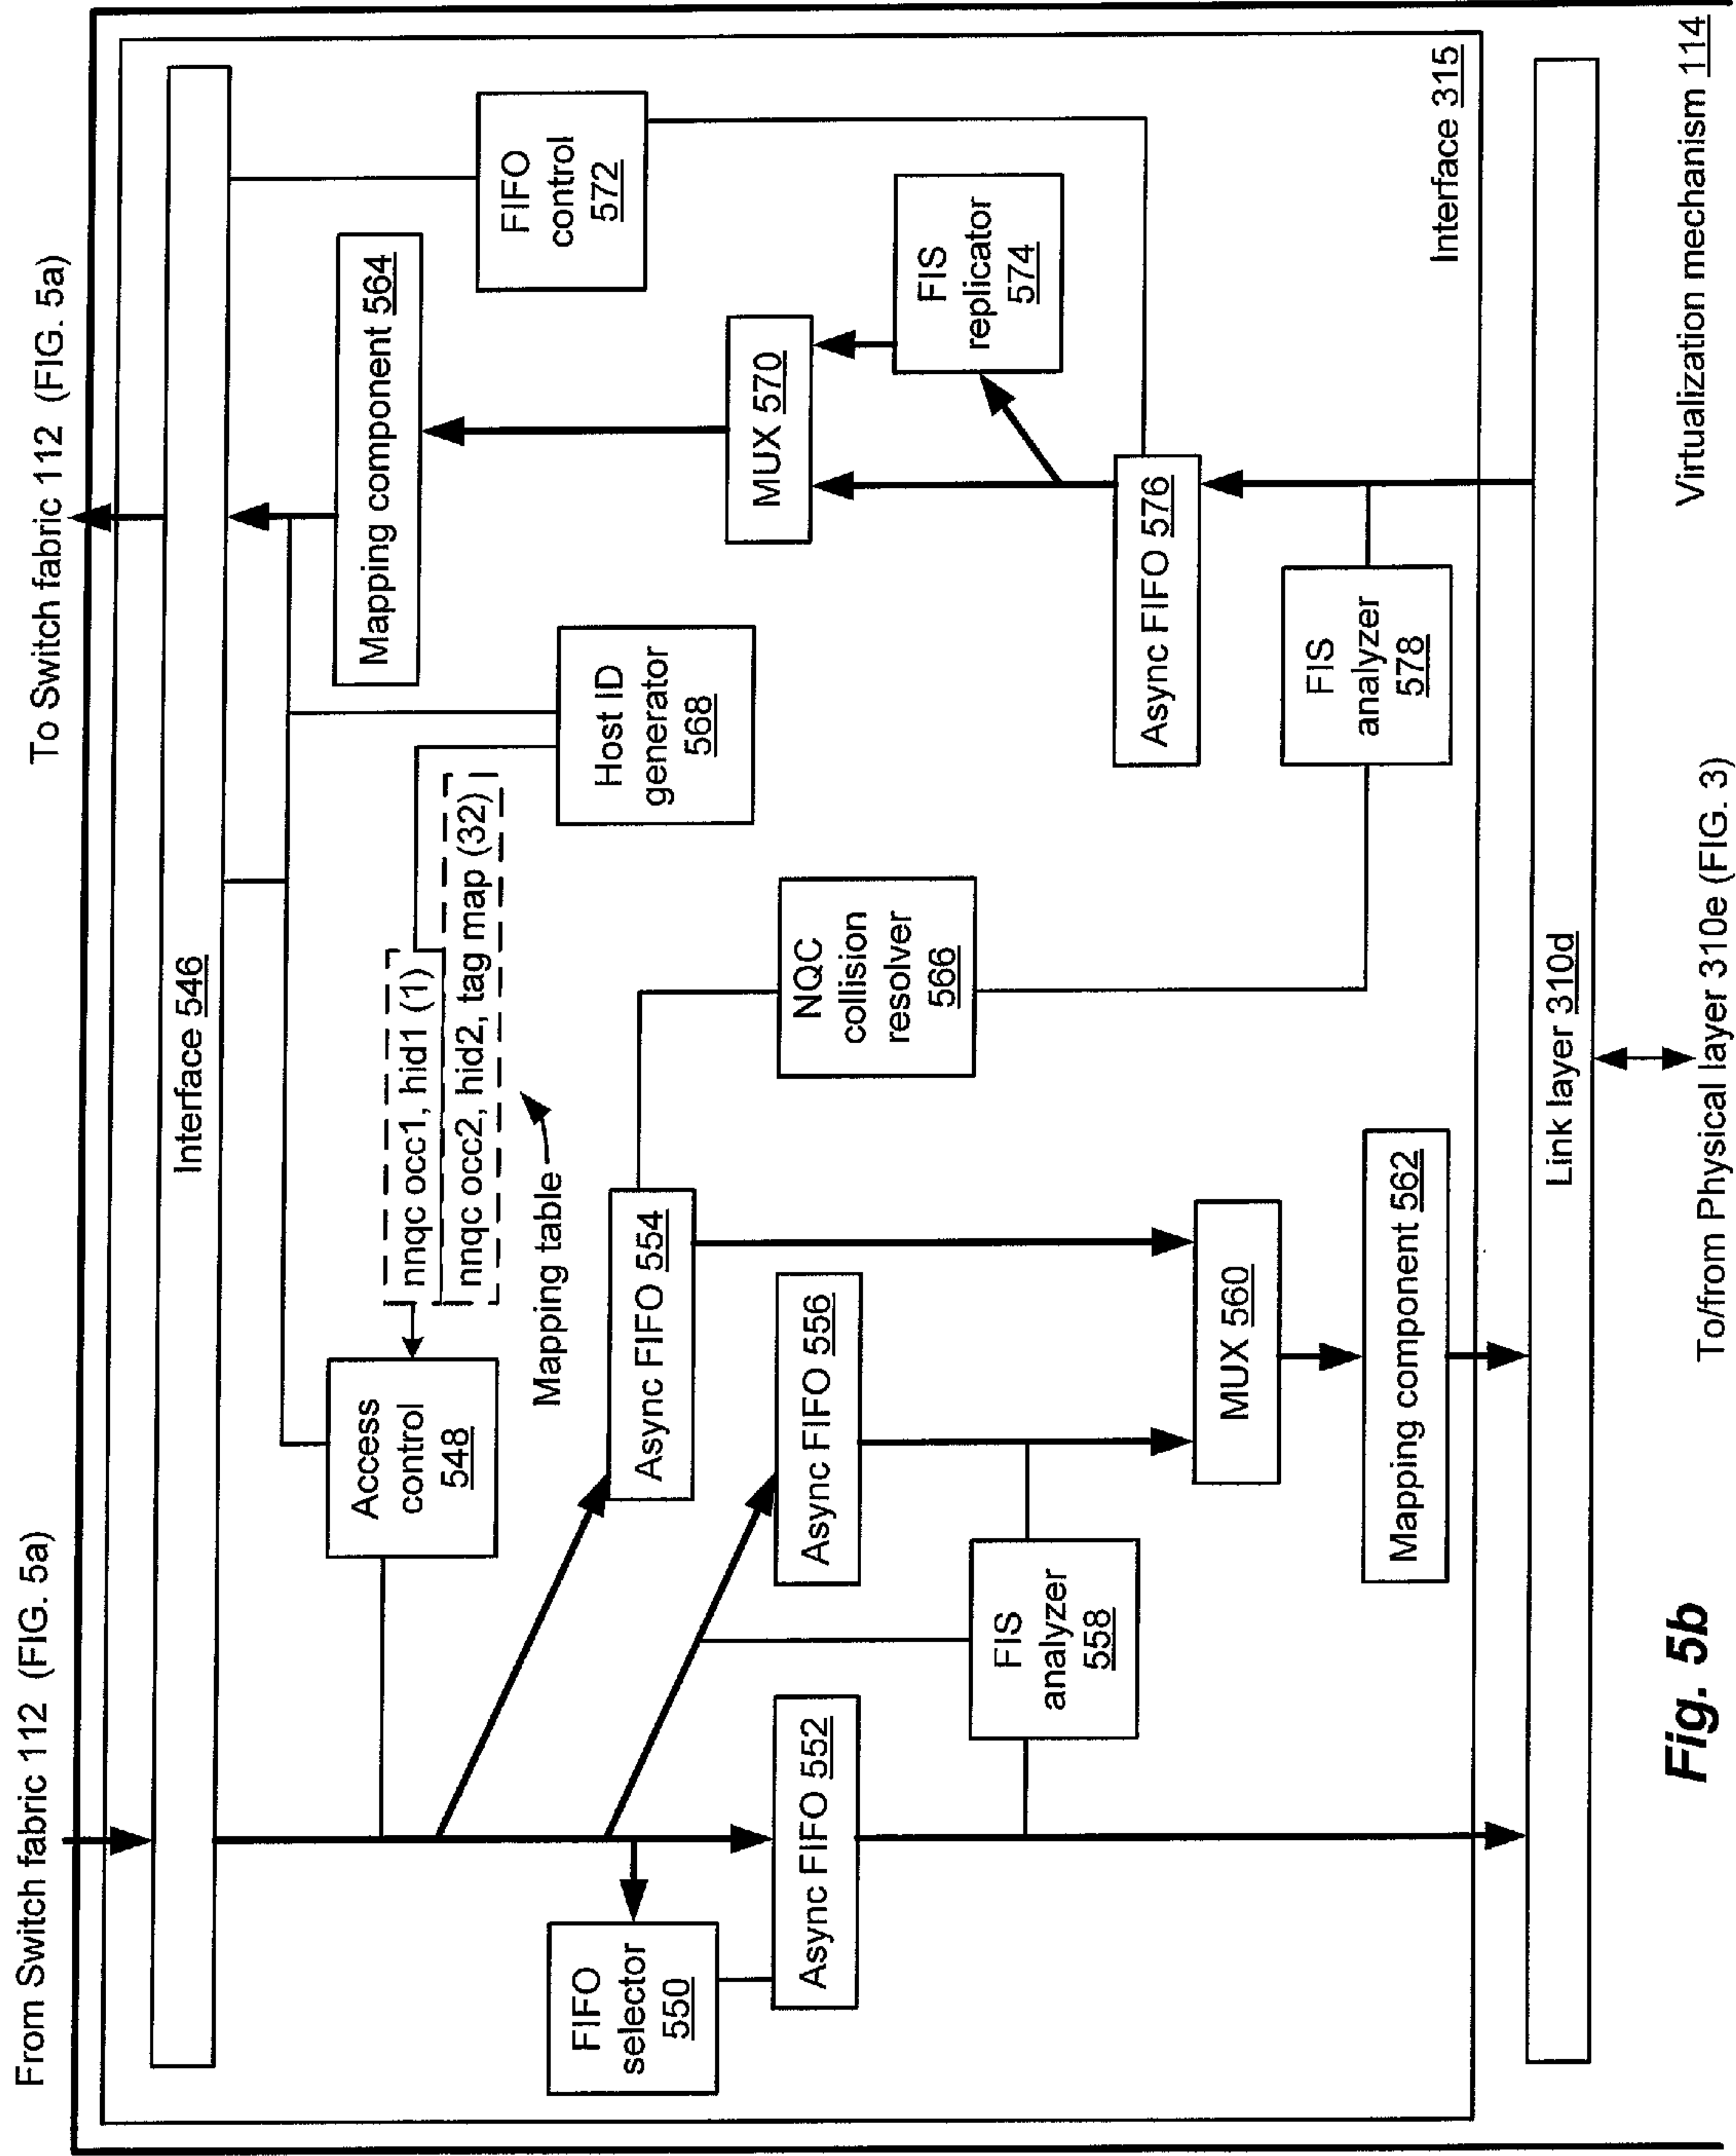 From Switch fabric 112 (FIG. 5a)
To Switch fabric 112 (FIG. 5a)
Interface 546
Access
control
548
nnqc occ1, hid1 (1)
nnqc occ2, hid2, tag map (32)
Mapping table
Mapping component 564
FIFO
control
572
Host ID
generator
568
FIFO
selector
550
Async FIFO 554
Async FIFO 552
Async FIFO 556
NQC
collision
resolver
566
MUX 570
FIS
replicator
574
FIS
analyzer
558
Async FIFO 576
MUX 560
FIS
analyzer
578
Mapping component 562
Interface 315
Link layer 310d
To/from Physical layer 310e (FIG. 3)
Virtualization mechanism 114
Fig. 5b